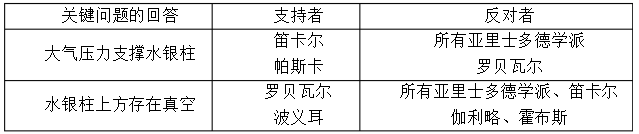 关键问题的回答 支持者 反对者
大气压力支撑水银柱 笛卡尔 所有亚里士多德学派
帕斯卡 罗贝瓦尔
水银柱上方存在真空 罗贝瓦尔 所有亚里士多德学派、笛卡尔
波义耳 伽利略、霍布斯